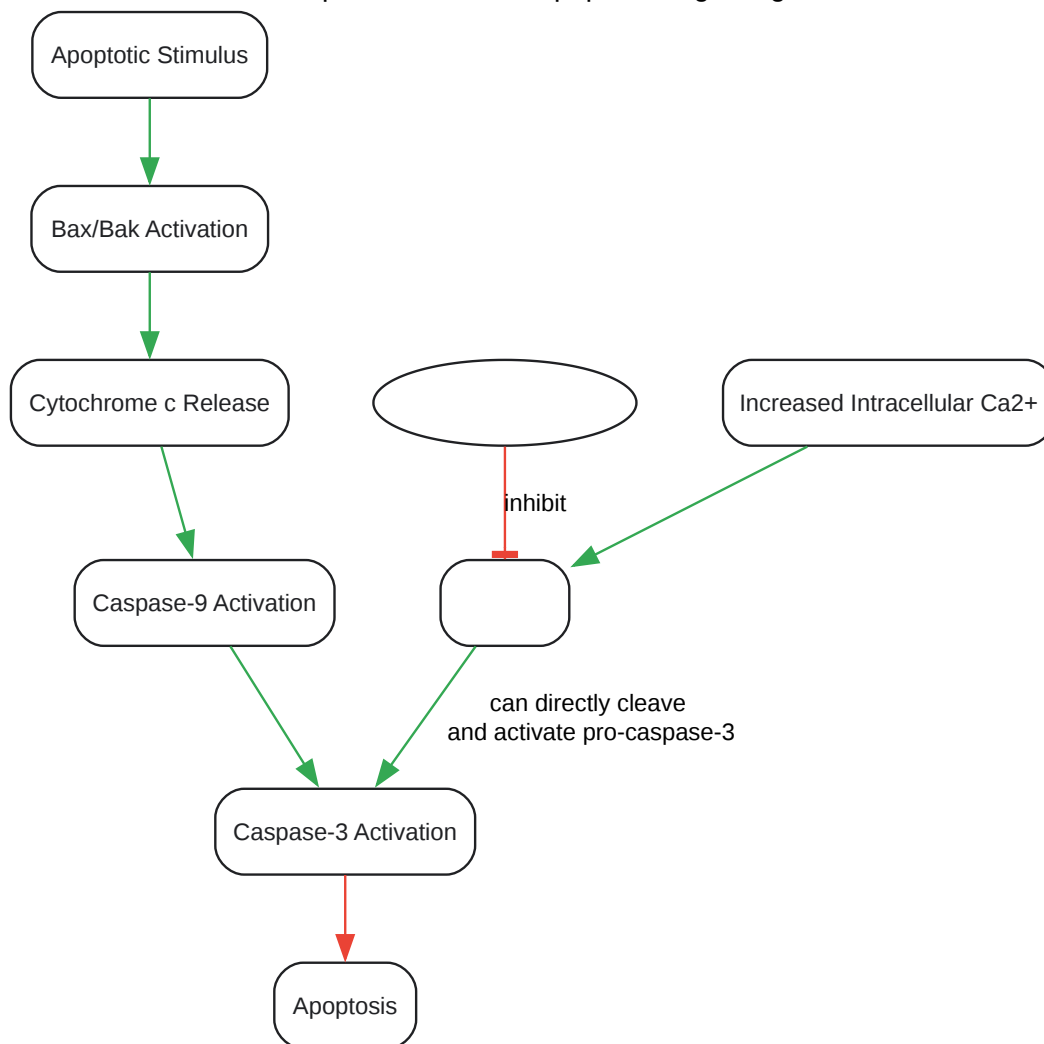 Apoptotic Stimulus
Bax/Bak Activation
Cytochrome c Release
Increased Intracellular Ca2+
inhibit
Caspase-9 Activation
can directly cleave
and activate pro-caspase-3
Caspase-3 Activation
Apoptosis